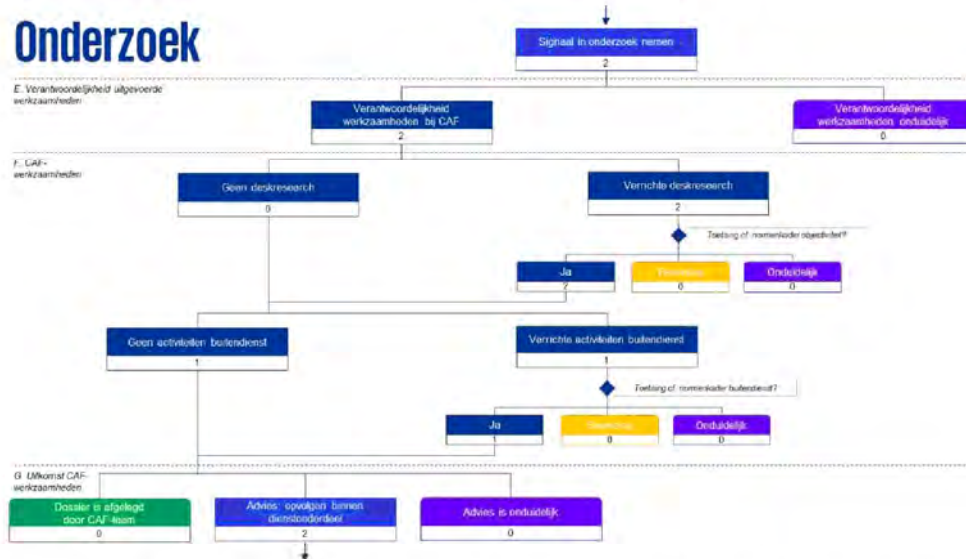 Onderzoek
Signaal in onderzoek nemen
2
E. Verantwoordelijkheid uitgevoerde
werkzaamheden
Verantwoordelijkheid
werkzaamheden bij CAF
2
Verantwoordelijkheid
werkzaamheden onduidelijk
0
F. CAF-
werkzaamheden
Geen deskresearch
0
Verrichte deskresearch
2
Toetsing of normenkader objectiviteit?
Ja
2
0
Onduidelijk
0
Geen activiteiten buitendienst
1
Verrichte activiteiten buitendienst
1
Toetsing of normenkader buitendienst?
Ja
1
0
Onduidelijk
0
G. Uitkomst CAF-
werkzaamheden
Dossier is afgelegd
door CAF-team
0
Advies: opvolgen binnen
dienstonderdeel
2
Advies is onduidelijk
0